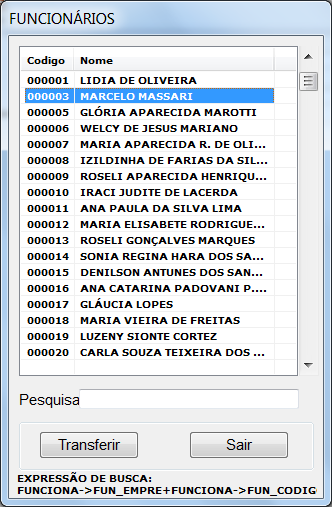 FUNCIONÁRIOS
Codigo Nome
000001 LIDIA DE OLIVEIRA
000003 MARCELO MASSARI
000005 GLÓRIA APARECIDA MAROTTI
000006 WELCY DE JESUS MARIANO
000007 MARIA APARECIDA R. DE OLI...
000008 IZILDINHA DE FARIAS DA SIL...
000009 ROSELI APARECIDA HENRIQU...
000010 IRACI JUDITE DE LACERDA
000011 ANA PAULA DA SILVA LIMA
000012 MARIA ELISABETE RODRIGUE...
000013 ROSELI GONÇALVES MARQUES
000014 SONIA REGINA HARA DOS SA...
000015 DENILSON ANTUNES DOS SAN...
000016 ANA CATARINA PADOVANI P....
000017 GLÁUCIA LOPES
000018 MARIA VIEIRA DE FREITAS
000019 LUZENY SIONTE CORTEZ
000020 CARLA SOUZA TEIXEIRA DOS ...
Pesquisa
Transferir Sair
EXPRESSÃO DE BUSCA:
FUNCIONA->FUN_EMPRE+FUNCIONA->FUN_CODIG